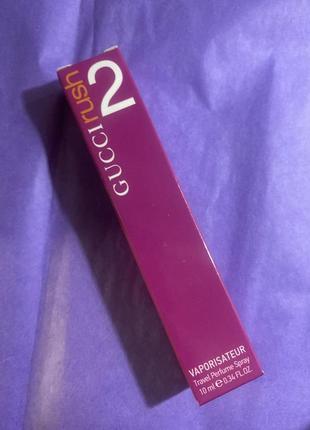 GUCCI rush 2
VAPORISATEUR
Travel Perfume Spray
10 ml ℮ 0.34 FL.OZ.